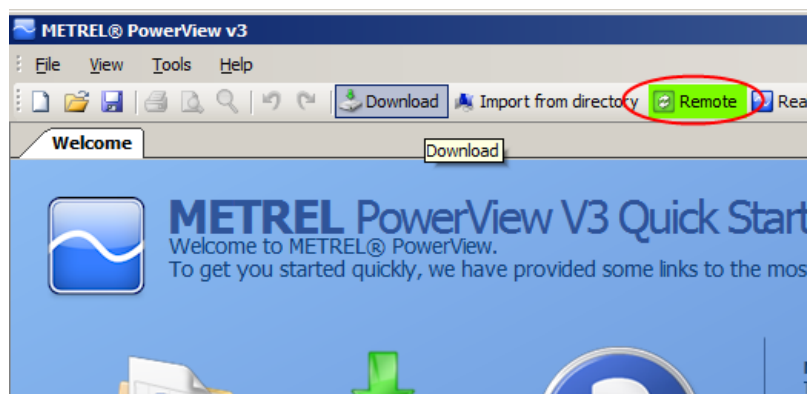 METREL® PowerView v3
File View Tools Help
Download Import from directory Remote Rea
Welcome
Download
METREL PowerView V3 Quick Start
Welcome to METREL® PowerView.
To get you started quickly, we have provided some links to the mos